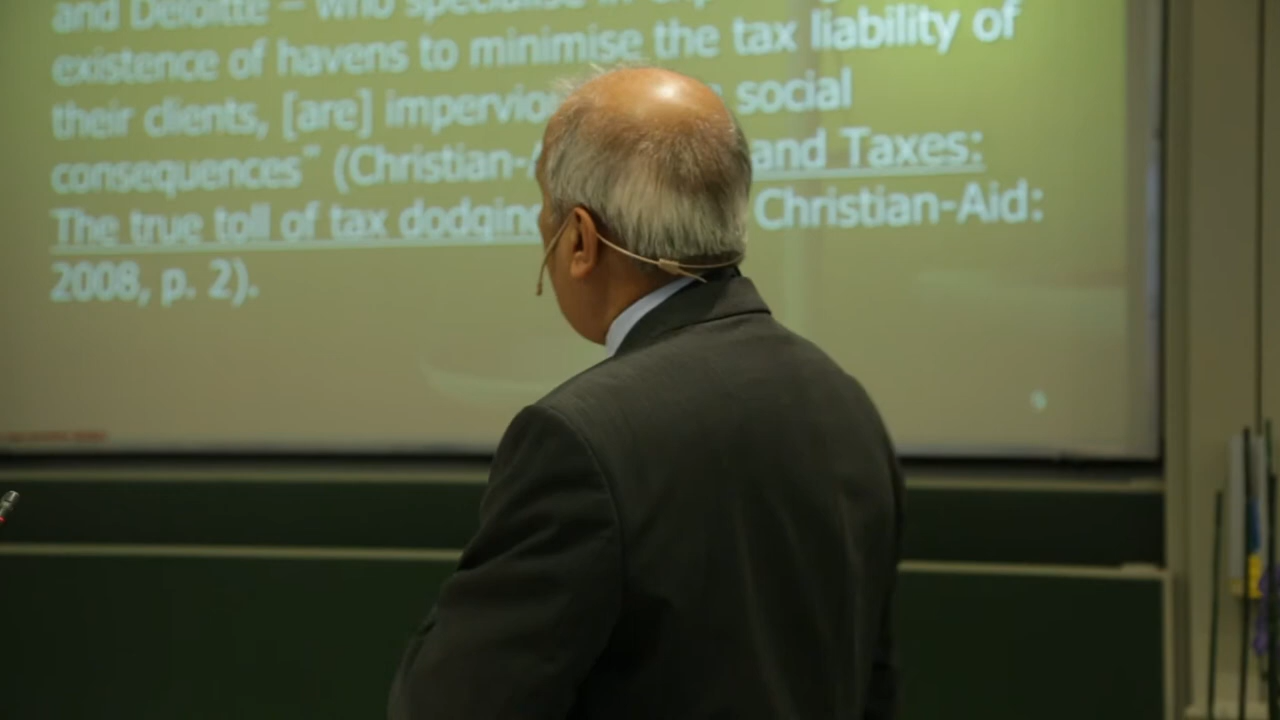 and Deloitte – who specialise in
existence of havens to minimise the tax liability of
their clients, [are] impervio social
consequences" (Christian- and Taxes:
The true toll of tax dodging Christian-Aid:
2008, p. 2).
9